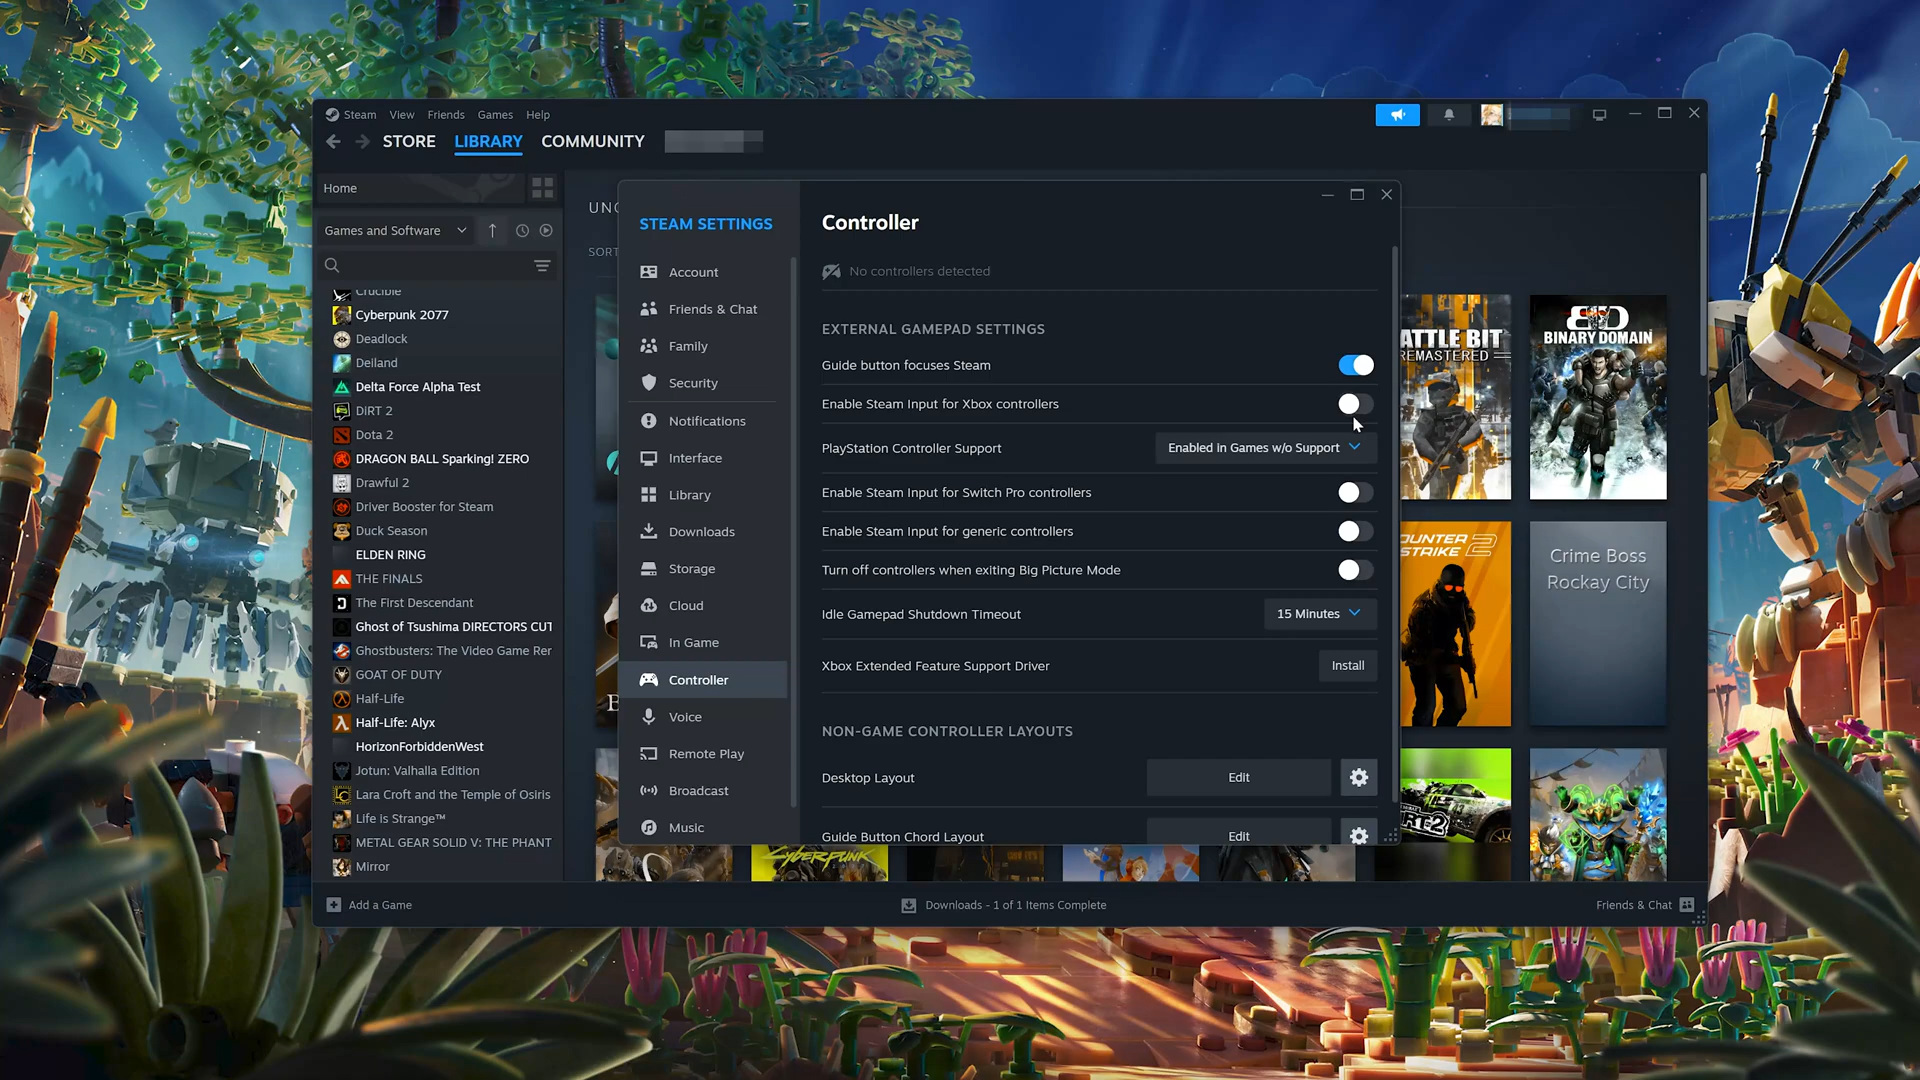 Steam View Friends Games Help
STORE LIBRARY COMMUNITY
Home
Games and Software
Crucible
Cyberpunk 2077
Deadlock
Deiland
Delta Force Alpha Test
DiRT 2
Dota 2
DRAGON BALL Sparking! ZERO
Drawful 2
Driver Booster for Steam
Duck Season
ELDEN RING
THE FINALS
The First Descendant
Ghost of Tsushima DIRECTORS CUT
Ghostbusters: The Video Game Rer
GOAT OF DUTY
Half-Life
Half-Life: Alyx
HorizonForbiddenWest
Jotun: Valhalla Edition
Lara Croft and the Temple of Osiris
Life is Strange™
METAL GEAR SOLID V: THE PHANT
Mirror
UNC
SORT
STEAM SETTINGS
Account
Friends & Chat
Family
Security
Notifications
Interface
Library
Downloads
Storage
Cloud
In Game
Controller
Voice
Remote Play
Broadcast
Music
Controller
No controllers detected
EXTERNAL GAMEPAD SETTINGS
Guide button focuses Steam
Enable Steam Input for Xbox controllers
PlayStation Controller Support Enabled in Games w/o Support
Enable Steam Input for Switch Pro controllers
Enable Steam Input for generic controllers
Turn off controllers when exiting Big Picture Mode
Idle Gamepad Shutdown Timeout 15 Minutes
Xbox Extended Feature Support Driver Install
NON-GAME CONTROLLER LAYOUTS
Desktop Layout Edit
Guide Button Chord Layout Edit
ATTLE BIT
REMASTERED
BD
BINARY DOMAIN
OUNTER
STRIKE 2
Crime Boss
Rockay City
RT2
CYBERPUNK
Add a Game
Downloads - 1 of 1 Items Complete
Friends & Chat